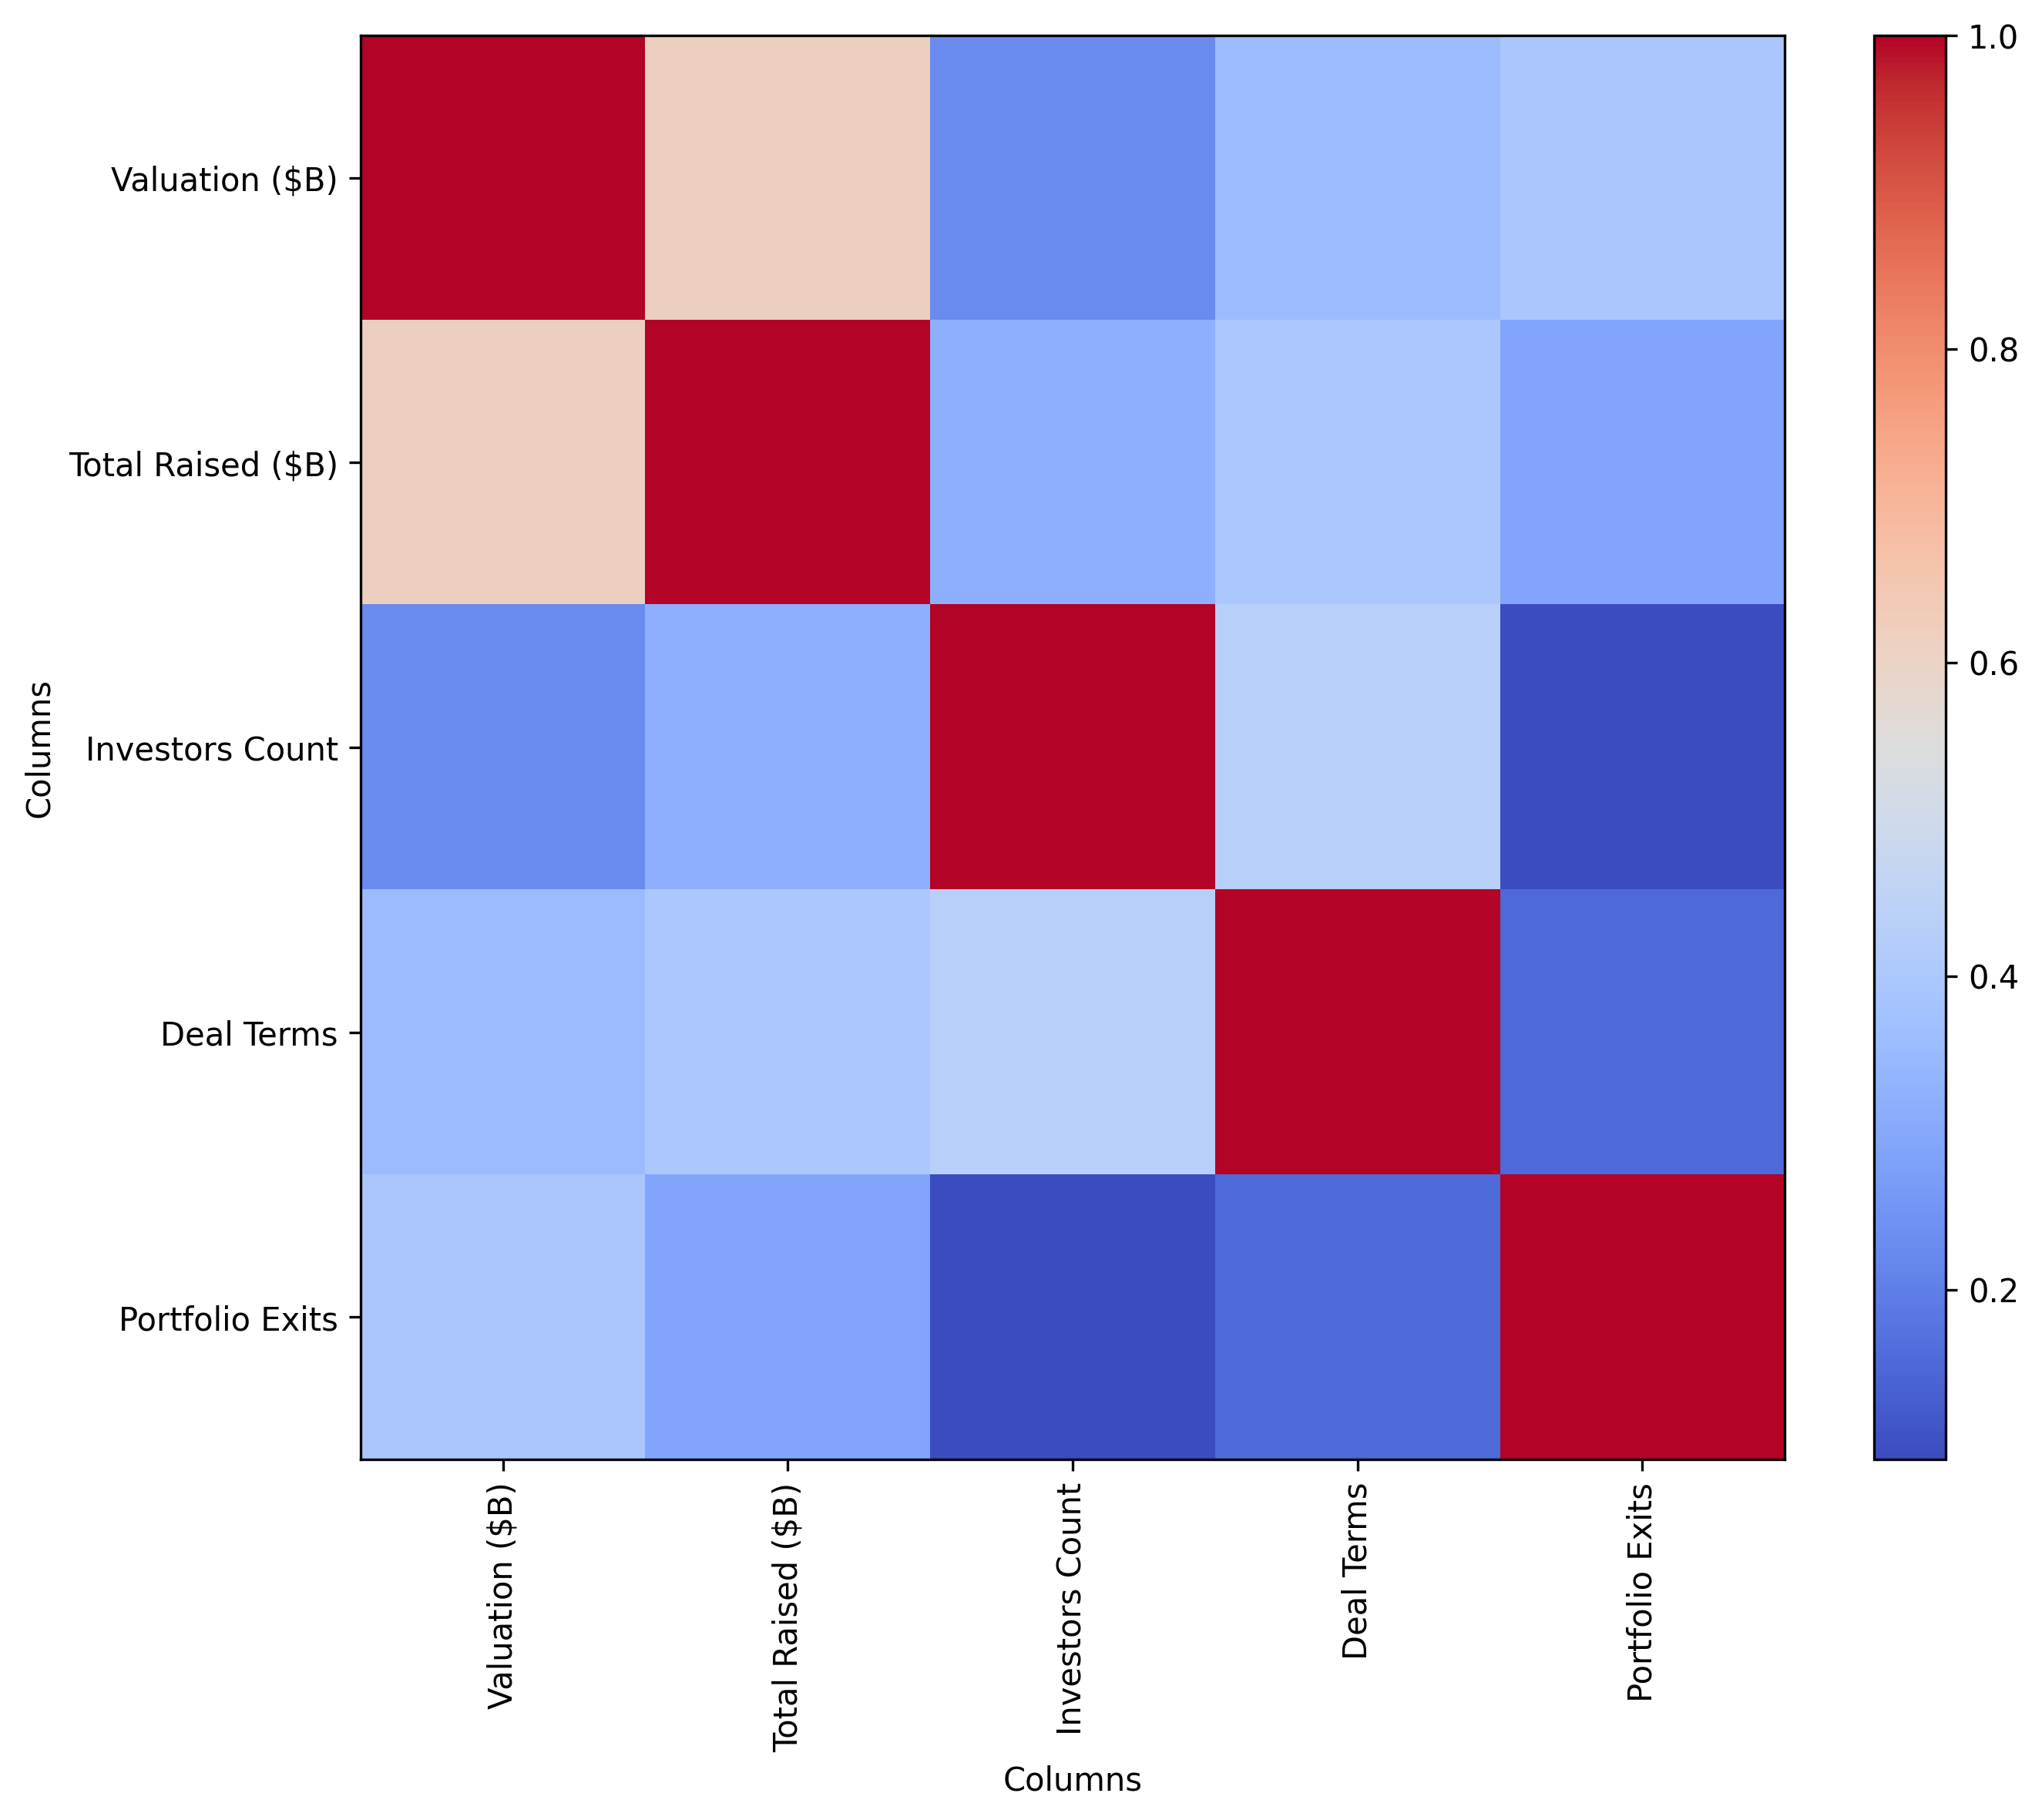 Valuation ($B)
Total Raised ($B)
Investors Count
Deal Terms
Portfolio Exits
Columns
Valuation ($B)
Total Raised ($B)
Investors Count
Deal Terms
Portfolio Exits
Columns
1.0
0.8
0.6
0.4
0.2